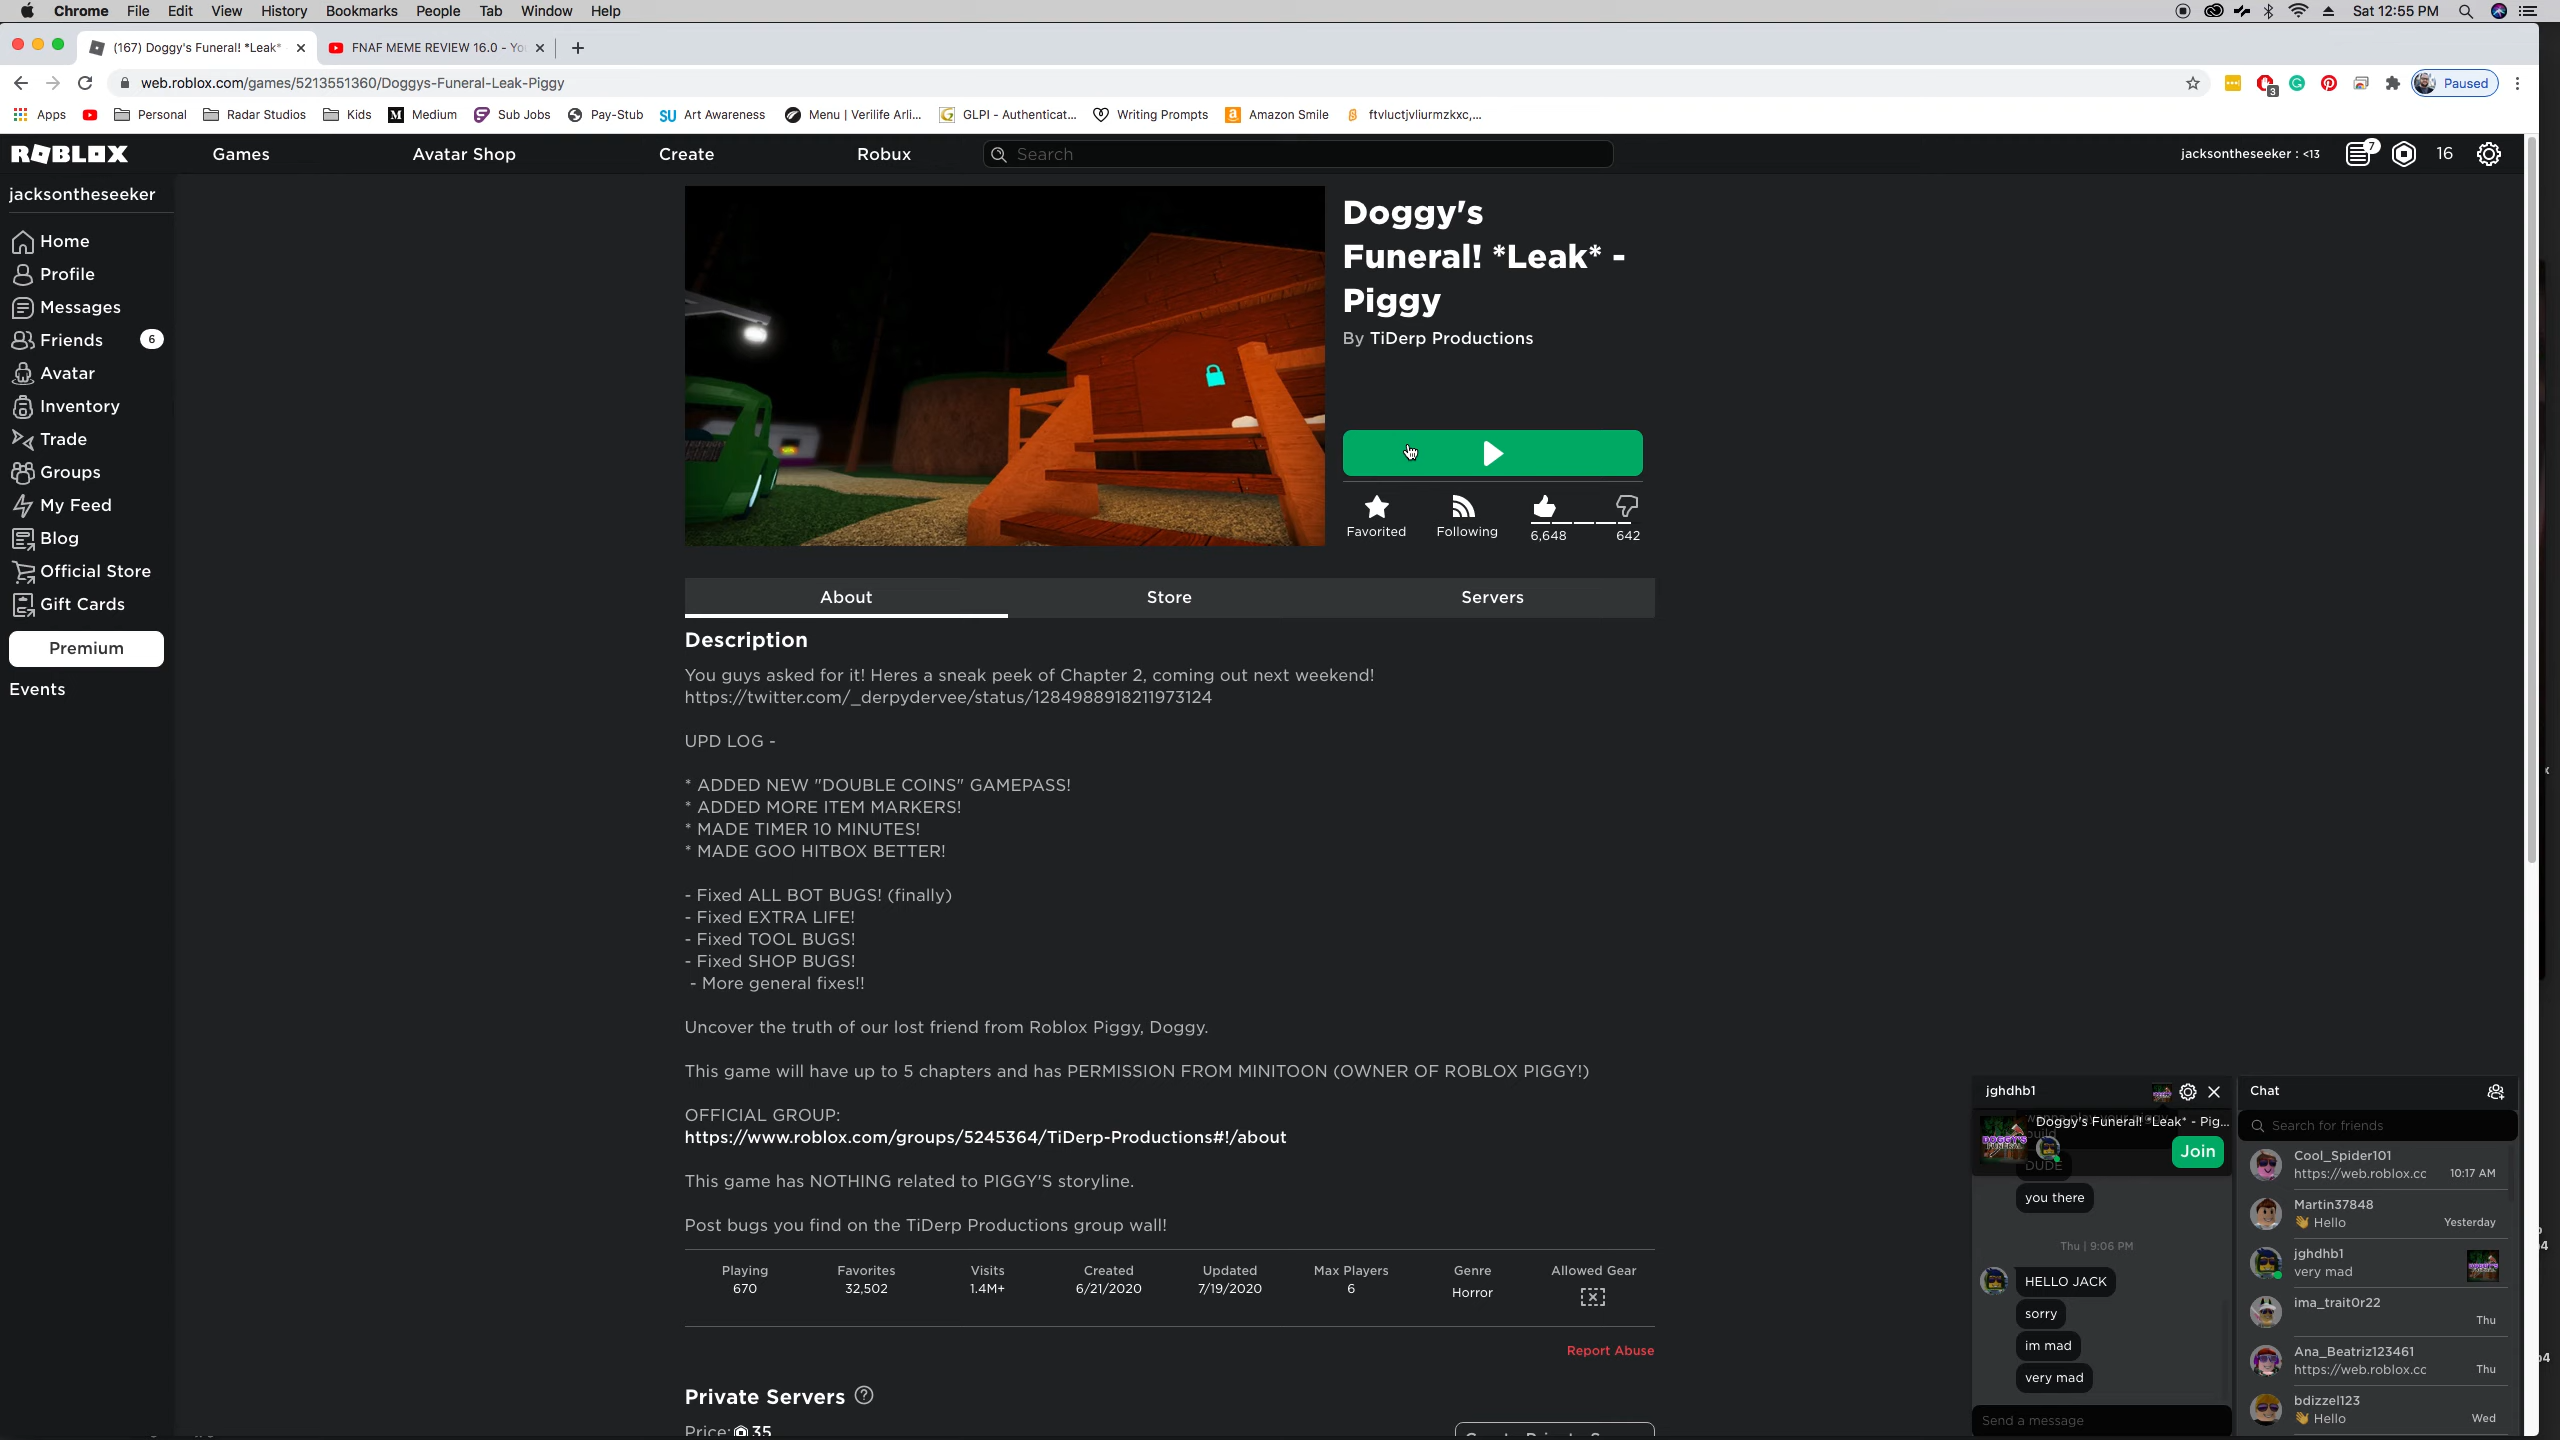 Chrome File Edit View History Bookmarks People Tab Window Help Sat 12:55 PM
(167) Doggy's Funeral! *Leak* FNAF MEME REVIEW 16.0 - Yo
web.roblox.com/games/5213551360/Doggys-Funeral-Leak-Piggy 3 Paused
Apps Personal Radar Studios Kids Medium Sub Jobs Pay-Stub Art Awareness Menu | Verilife Arli... GLPI - Authenticat... Writing Prompts Amazon Smile ftvluctjvliurmzkxc,...
ROBLOX Games Avatar Shop Create Robux Search jacksontheseeker : <13 7 16
jacksontheseeker
Home
Profile
Messages
Friends 6
Avatar
Inventory
Trade
Groups
My Feed
Blog
Official Store
Gift Cards
Premium
Events
Doggy's
Funeral! *Leak* -
Piggy
By TiDerp Productions
Favorited Following 6,648 642
About Store Servers
Description
You guys asked for it! Heres a sneak peek of Chapter 2, coming out next weekend!
https://twitter.com/_derpydervee/status/1284988918211973124
UPD LOG -
* ADDED NEW "DOUBLE COINS" GAMEPASS!
* ADDED MORE ITEM MARKERS!
* MADE TIMER 10 MINUTES!
* MADE GOO HITBOX BETTER!
- Fixed ALL BOT BUGS! (finally)
- Fixed EXTRA LIFE!
- Fixed TOOL BUGS!
- Fixed SHOP BUGS!
- More general fixes!!
Uncover the truth of our lost friend from Roblox Piggy, Doggy.
This game will have up to 5 chapters and has PERMISSION FROM MINITOON (OWNER OF ROBLOX PIGGY!)
OFFICIAL GROUP:
https://www.roblox.com/groups/5245364/TiDerp-Productions#!/about
This game has NOTHING related to PIGGY'S storyline.
Post bugs you find on the TiDerp Productions group wall!
Playing Favorites Visits Created Updated Max Players Genre Allowed Gear
670 32,502 1.4M+ 6/21/2020 7/19/2020 6 Horror
Report Abuse
Private Servers
Price: 35
jghdhb1
wanna play your piggy
build
Doggy's Funeral! *Leak* - Pig...
DOGGY'S FUNERAL
Join
DUDE
you there
Thu | 9:06 PM
HELLO JACK
sorry
im mad
very mad
Send a message
Chat
Search for friends
Cool_Spider101
https://web.roblox.cc 10:17 AM
Martin37848
👋 Hello Yesterday
jghdhb1
very mad
ima_trait0r22
Thu
Ana_Beatriz123461
https://web.roblox.cc Thu
bdizzel123
👋 Hello Wed